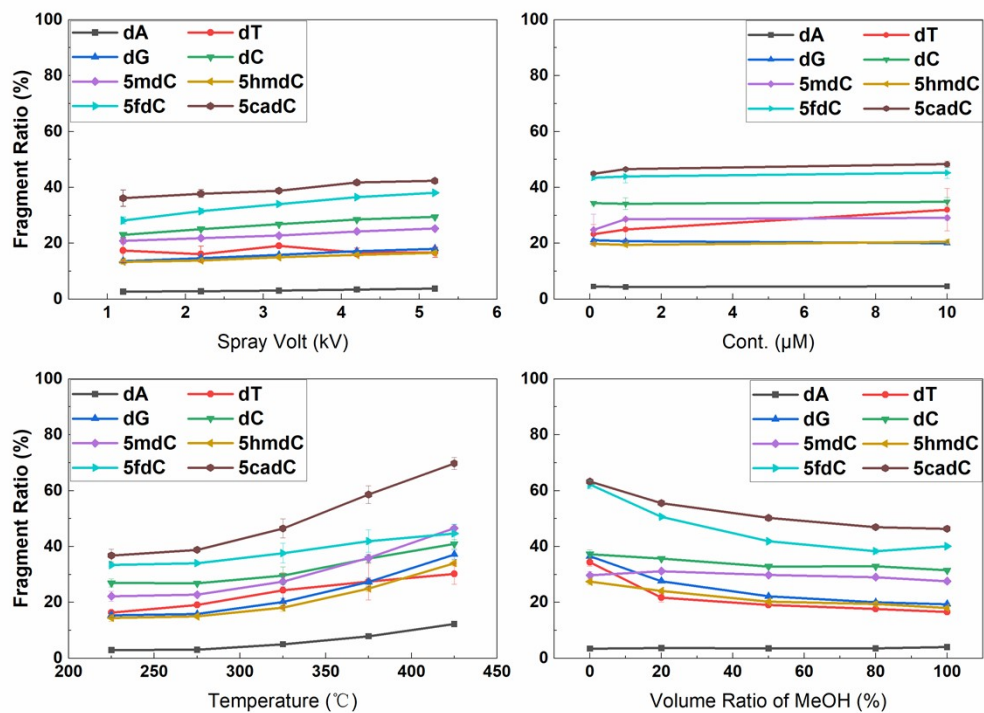 100
80
60
40
20
0
Fragment Ratio (%)
dA dT
dG dC
5mdC 5hmdC
5fdC 5cadC
1 2 3 4 5 6
Spray Volt (kV)
100
80
60
40
20
0
dA dT
dG dC
5mdC 5hmdC
5fdC 5cadC
0 2 4 6 8 10
Cont. (μM)
100
80
60
40
20
0
Fragment Ratio (%)
dA dT
dG dC
5mdC 5hmdC
5fdC 5cadC
200 250 300 350 400 450
Temperature (℃)
100
80
60
40
20
0
dA dT
dG dC
5mdC 5hmdC
5fdC 5cadC
0 20 40 60 80 100
Volume Ratio of MeOH (%)